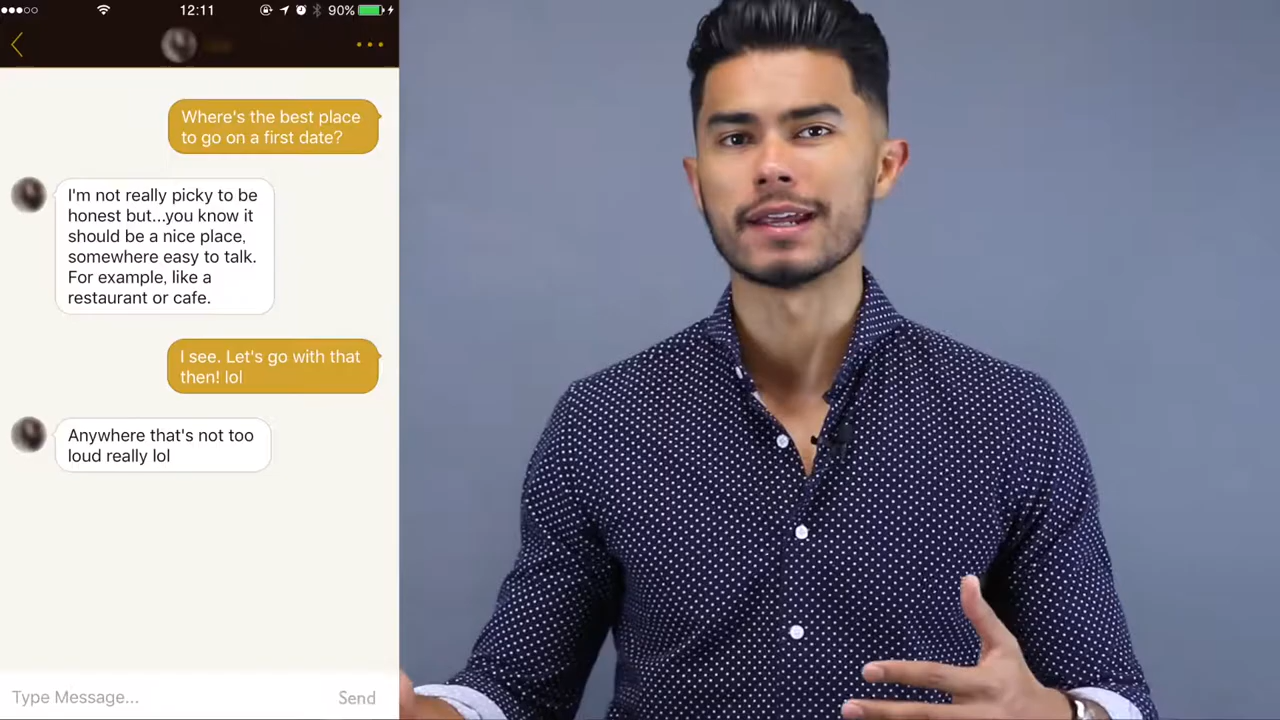 12:11
90%
Where's the best place
to go on a first date?
I'm not really picky to be
honest but...you know it
should be a nice place,
somewhere easy to talk.
For example, like a
restaurant or cafe.
I see. Let's go with that
then! lol
Anywhere that's not too
loud really lol
Type Message...
Send